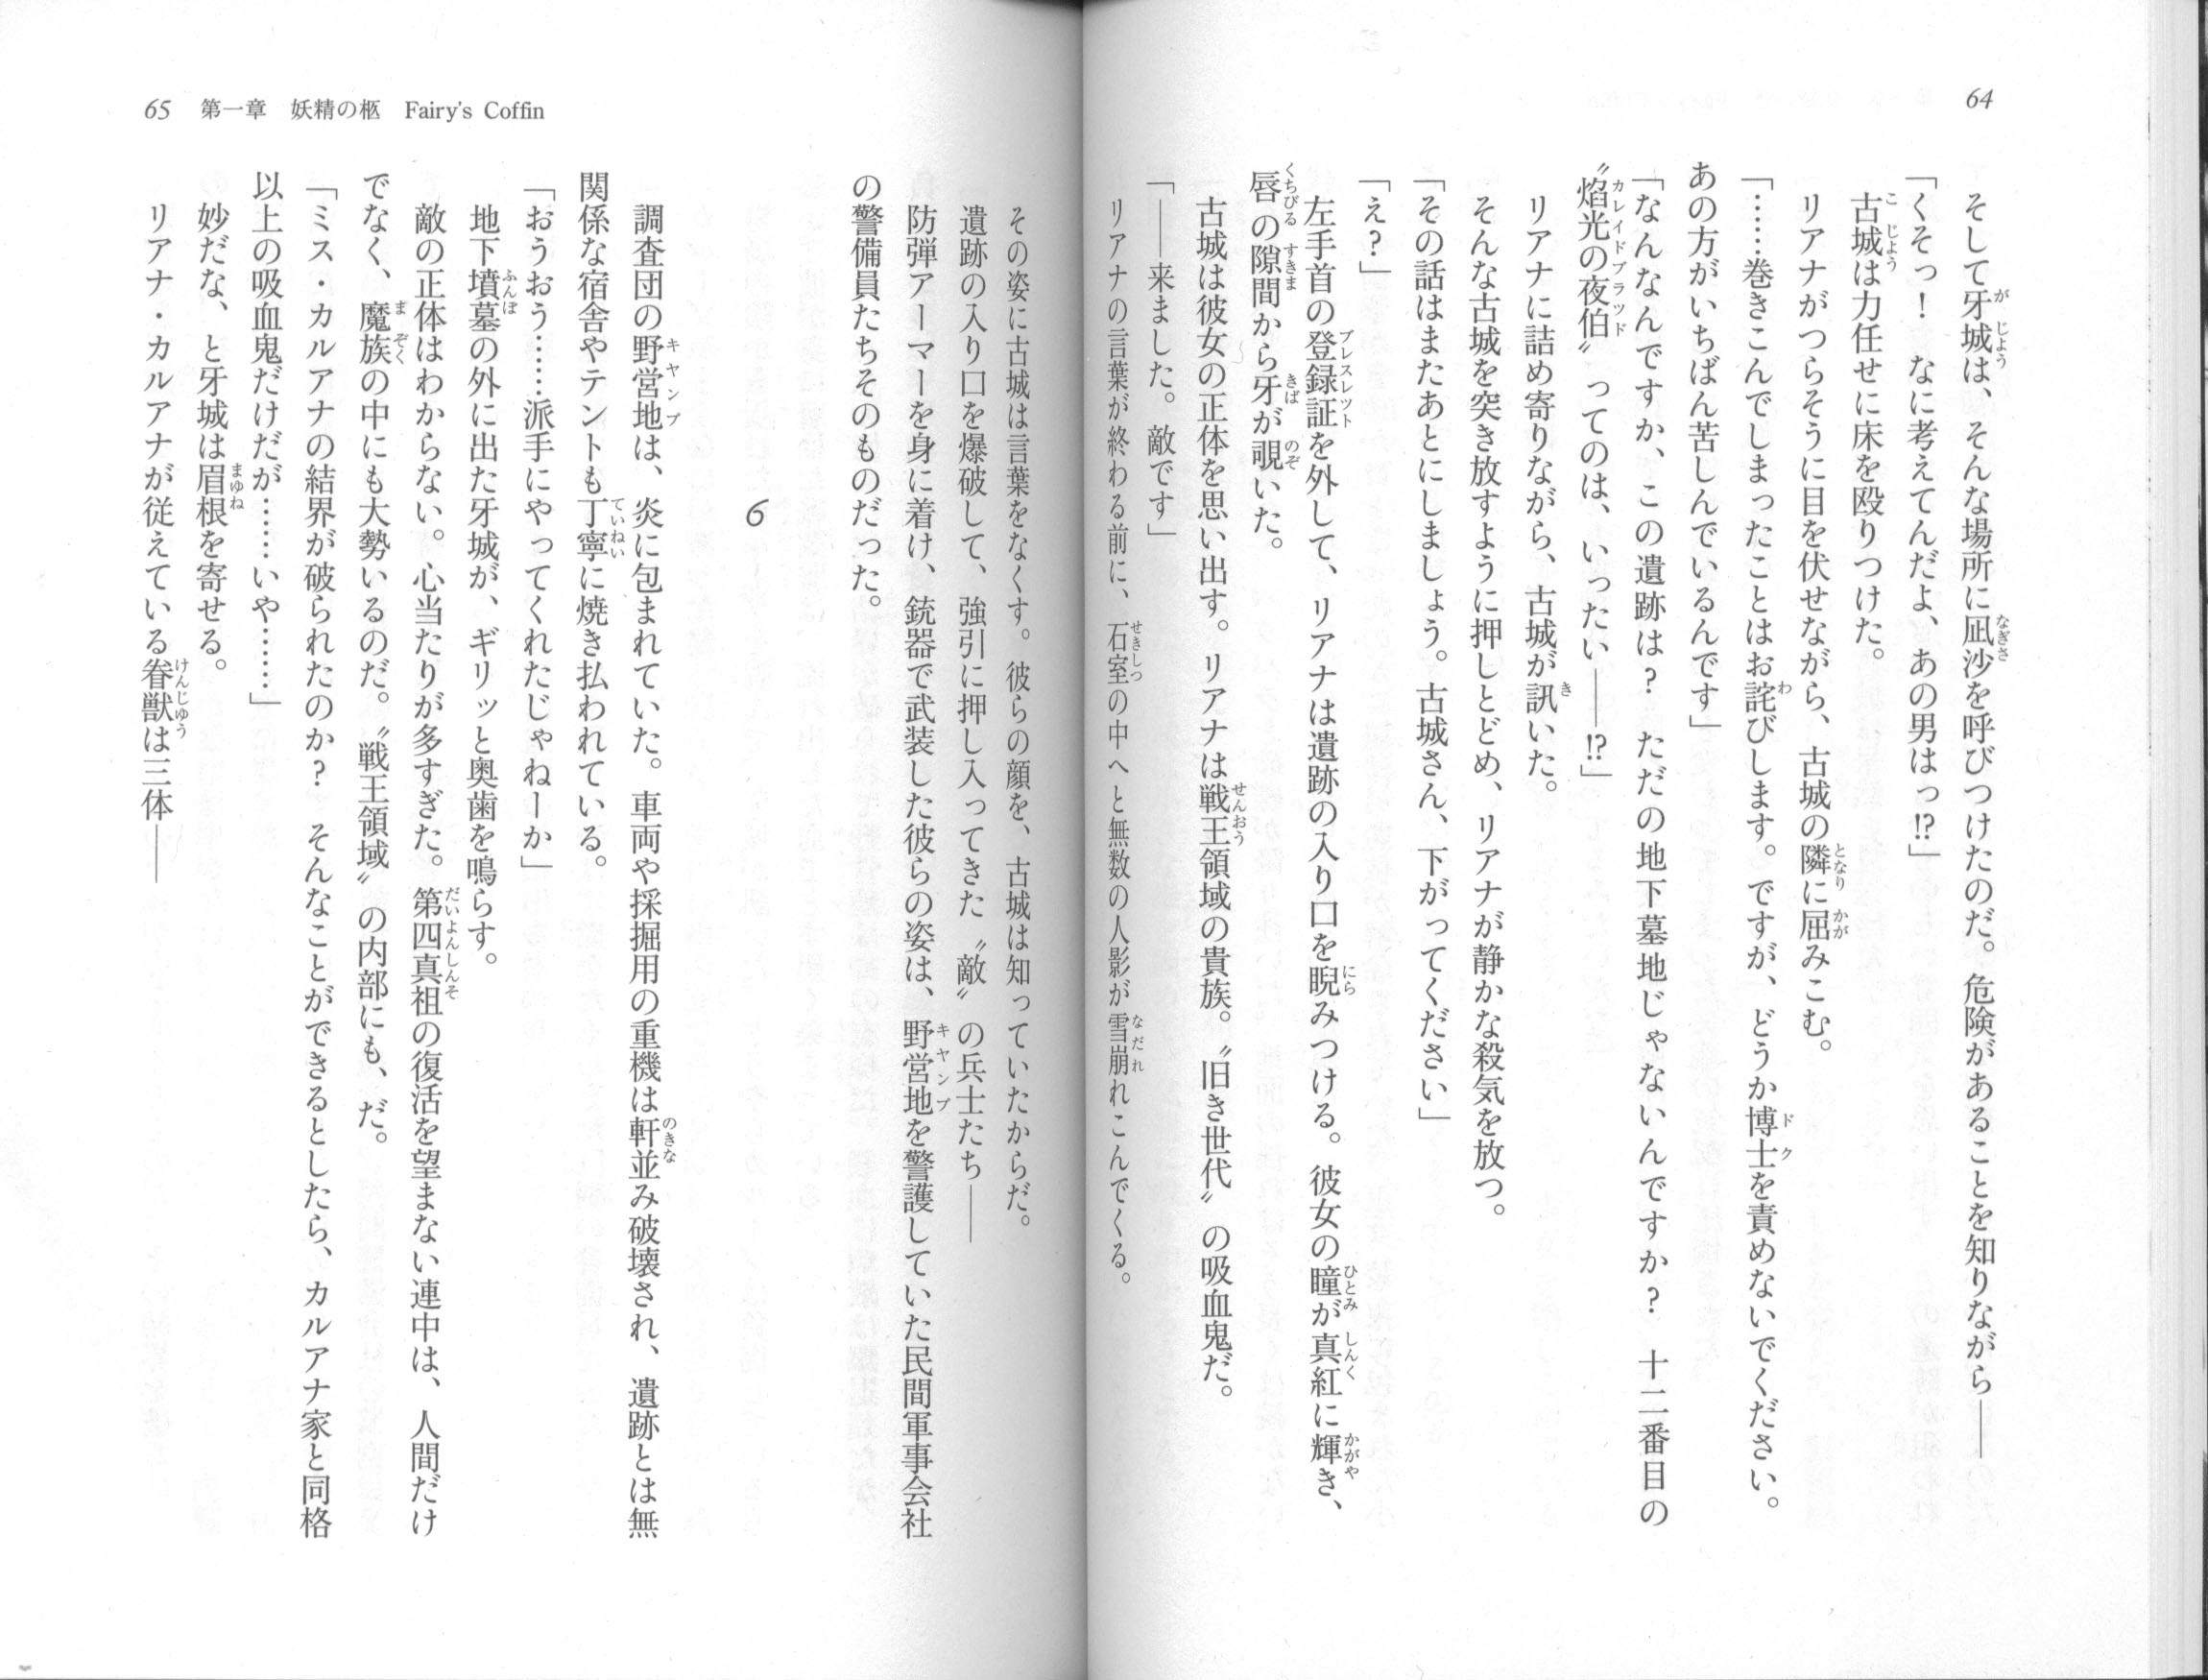 64
そして牙城は、そんな場所に凪沙を呼びつけたのだ。危険があることを知りながら――
「くそっ！　なに考えてんだよ、あの男はっ!?」
古城は力任せに床を殴りつけた。
リアナがつらそうに目を伏せながら、古城の隣に屈みこむ。
「……巻きこんでしまったことはお詫びします。ですが、どうか博士を責めないでください。
あの方がいちばん苦しんでいるんです」
「なんなんですか、この遺跡は？　ただの地下墓地じゃないんですか？　十二番目の
〝焰光の夜伯〟ってのは、いったい――!?」
リアナに詰め寄りながら、古城が訊いた。
そんな古城を突き放すように押しとどめ、リアナが静かな殺気を放つ。
「その話はまたあとにしましょう。古城さん、下がってください」
「え？」
左手首の登録証を外して、リアナは遺跡の入り口を睨みつける。彼女の瞳が真紅に輝き、
唇の隙間から牙が覗いた。
古城は彼女の正体を思い出す。リアナは戦王領域の貴族。〝旧き世代〟の吸血鬼だ。
「――来ました。敵です」
リアナの言葉が終わる前に、石室の中へと無数の人影が雪崩れこんでくる。
65　第一章　妖精の柩　Fairy's Coffin
その姿に古城は言葉をなくす。彼らの顔を、古城は知っていたからだ。
遺跡の入り口を爆破して、強引に押し入ってきた〝敵〟の兵士たち――
防弾アーマーを身に着け、銃器で武装した彼らの姿は、野営地を警護していた民間軍事会社
の警備員たちそのものだった。
6
調査団の野営地は、炎に包まれていた。車両や採掘用の重機は軒並み破壊され、遺跡とは無
関係な宿舎やテントも丁寧に焼き払われている。
「おうおう……派手にやってくれたじゃねーか」
地下墳墓の外に出た牙城が、ギリッと奥歯を鳴らす。
敵の正体はわからない。心当たりが多すぎた。第四真祖の復活を望まない連中は、人間だけ
でなく、魔族の中にも大勢いるのだ。〝戦王領域〟の内部にも、だ。
「ミス・カルアナの結界が破られたのか？　そんなことができるとしたら、カルアナ家と同格
以上の吸血鬼だけだが……いや……」
妙だな、と牙城は眉根を寄せる。
リアナ・カルアナが従えている眷獣は三体――